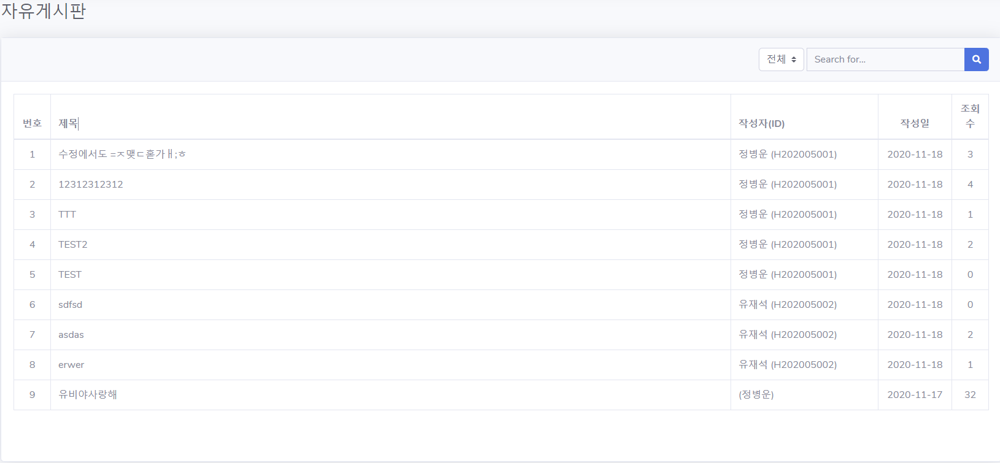 자유게시판
전체 Search for...
번호 제목 작성자(ID) 작성일 조회수
1 수정에서도 =ㅈ맺ㄷ혿가ㅐ;ㅎ 정병운 (H202005001) 2020-11-18 3
2 12312312312 정병운 (H202005001) 2020-11-18 4
3 TTT 정병운 (H202005001) 2020-11-18 1
4 TEST2 정병운 (H202005001) 2020-11-18 2
5 TEST 정병운 (H202005001) 2020-11-18 0
6 sdfsd 유재석 (H202005002) 2020-11-18 0
7 asdas 유재석 (H202005002) 2020-11-18 2
8 erwer 유재석 (H202005002) 2020-11-18 1
9 유비야사랑해 (정병운) 2020-11-17 32